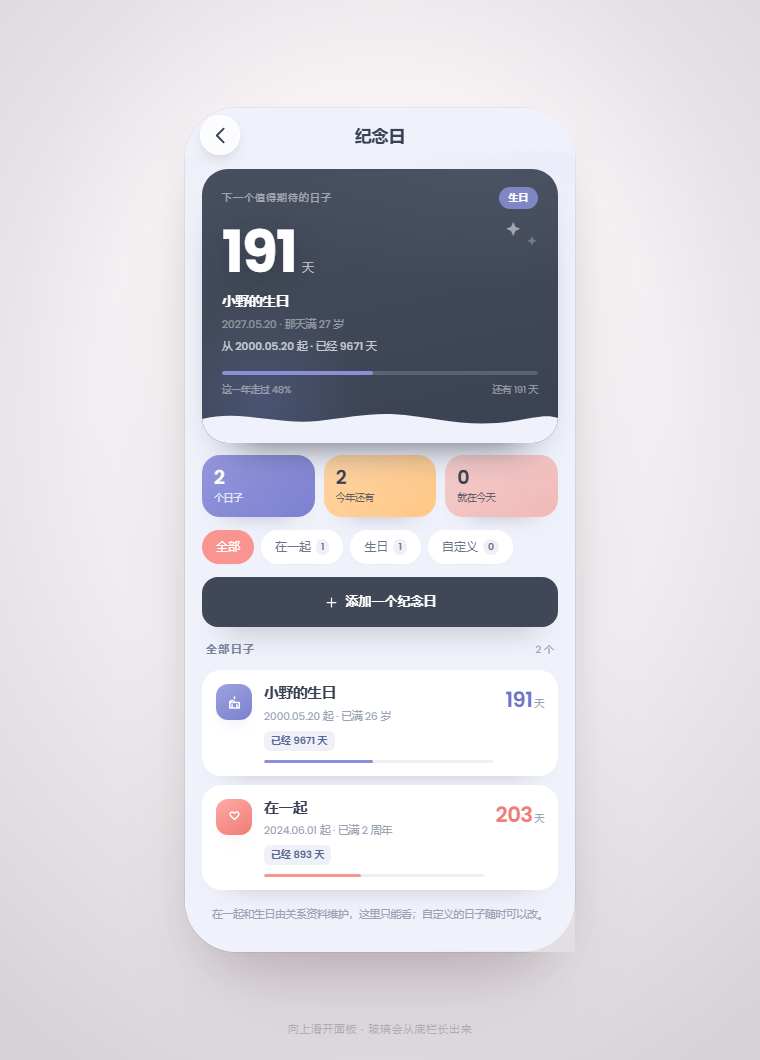 纪念日
下一个值得期待的日子
生日
191 天
小野的生日
2027.05.20 · 那天满 27 岁
从 2000.05.20 起 · 已经 9671 天
这一年走过 48%
还有 191 天
2
个日子
2
今年还有
0
就在今天
全部
在一起 1
生日 1
自定义 0
＋ 添加一个纪念日
全部日子
2 个
小野的生日
191 天
2000.05.20 起 · 已满 26 岁
已经 9671 天
在一起
203 天
2024.06.01 起 · 已满 2 周年
已经 893 天
在一起和生日由关系资料维护，这里只能看；自定义的日子随时可以改。
向上滑开面板 · 玻璃会从底栏长出来